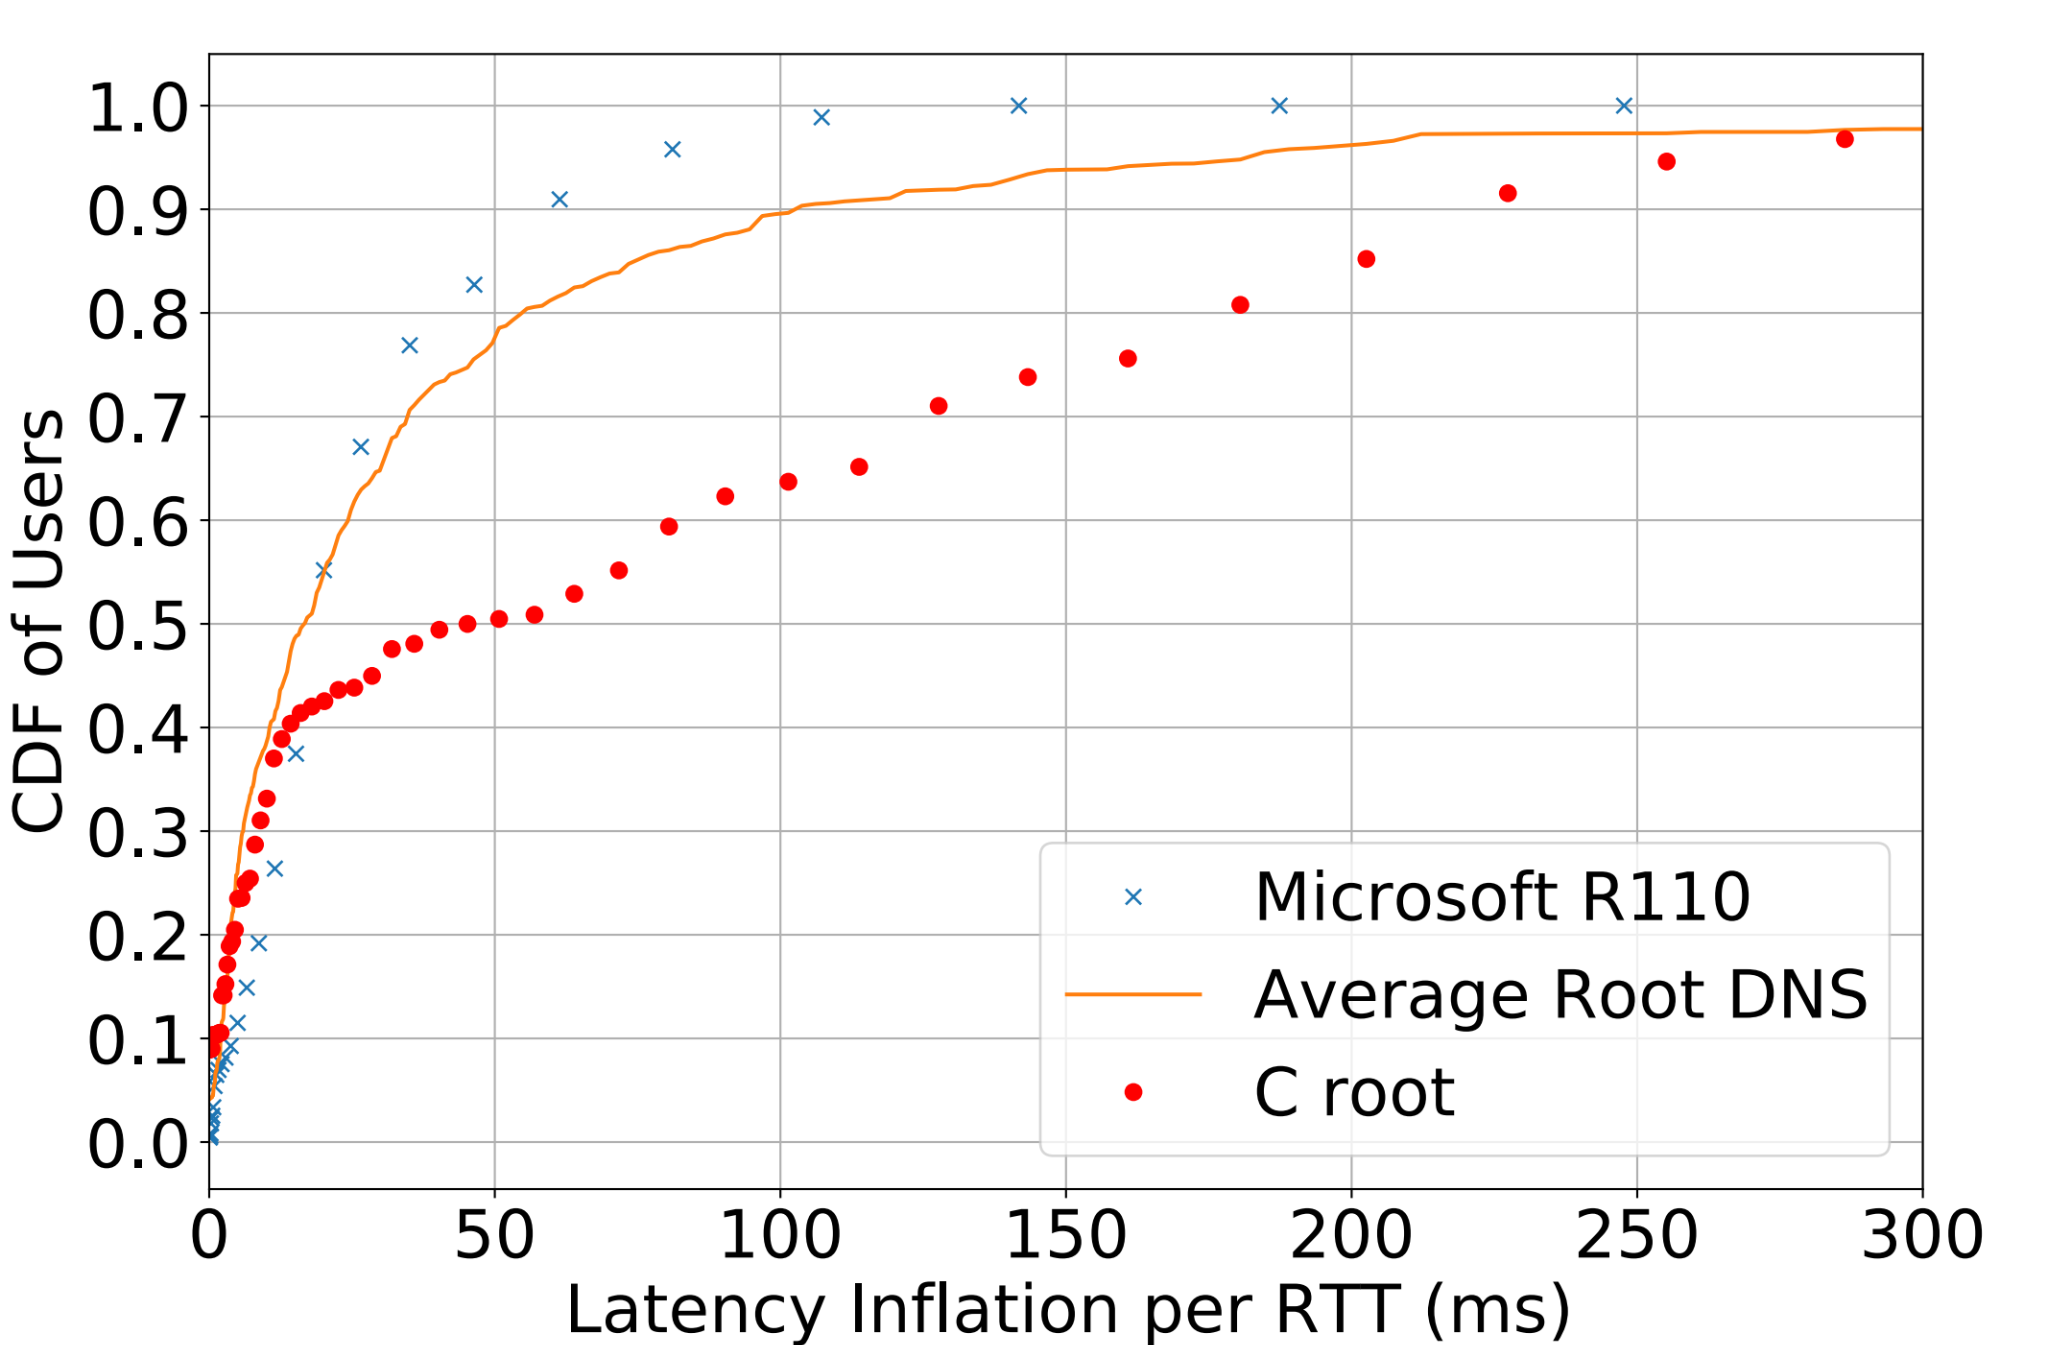 1.0
0.9
0.8
0.7
0.6
0.5
0.4
0.3
0.2
0.1
0.0
CDF of Users
Microsoft R110
Average Root DNS
C root
0 50 100 150 200 250 300
Latency Inflation per RTT (ms)